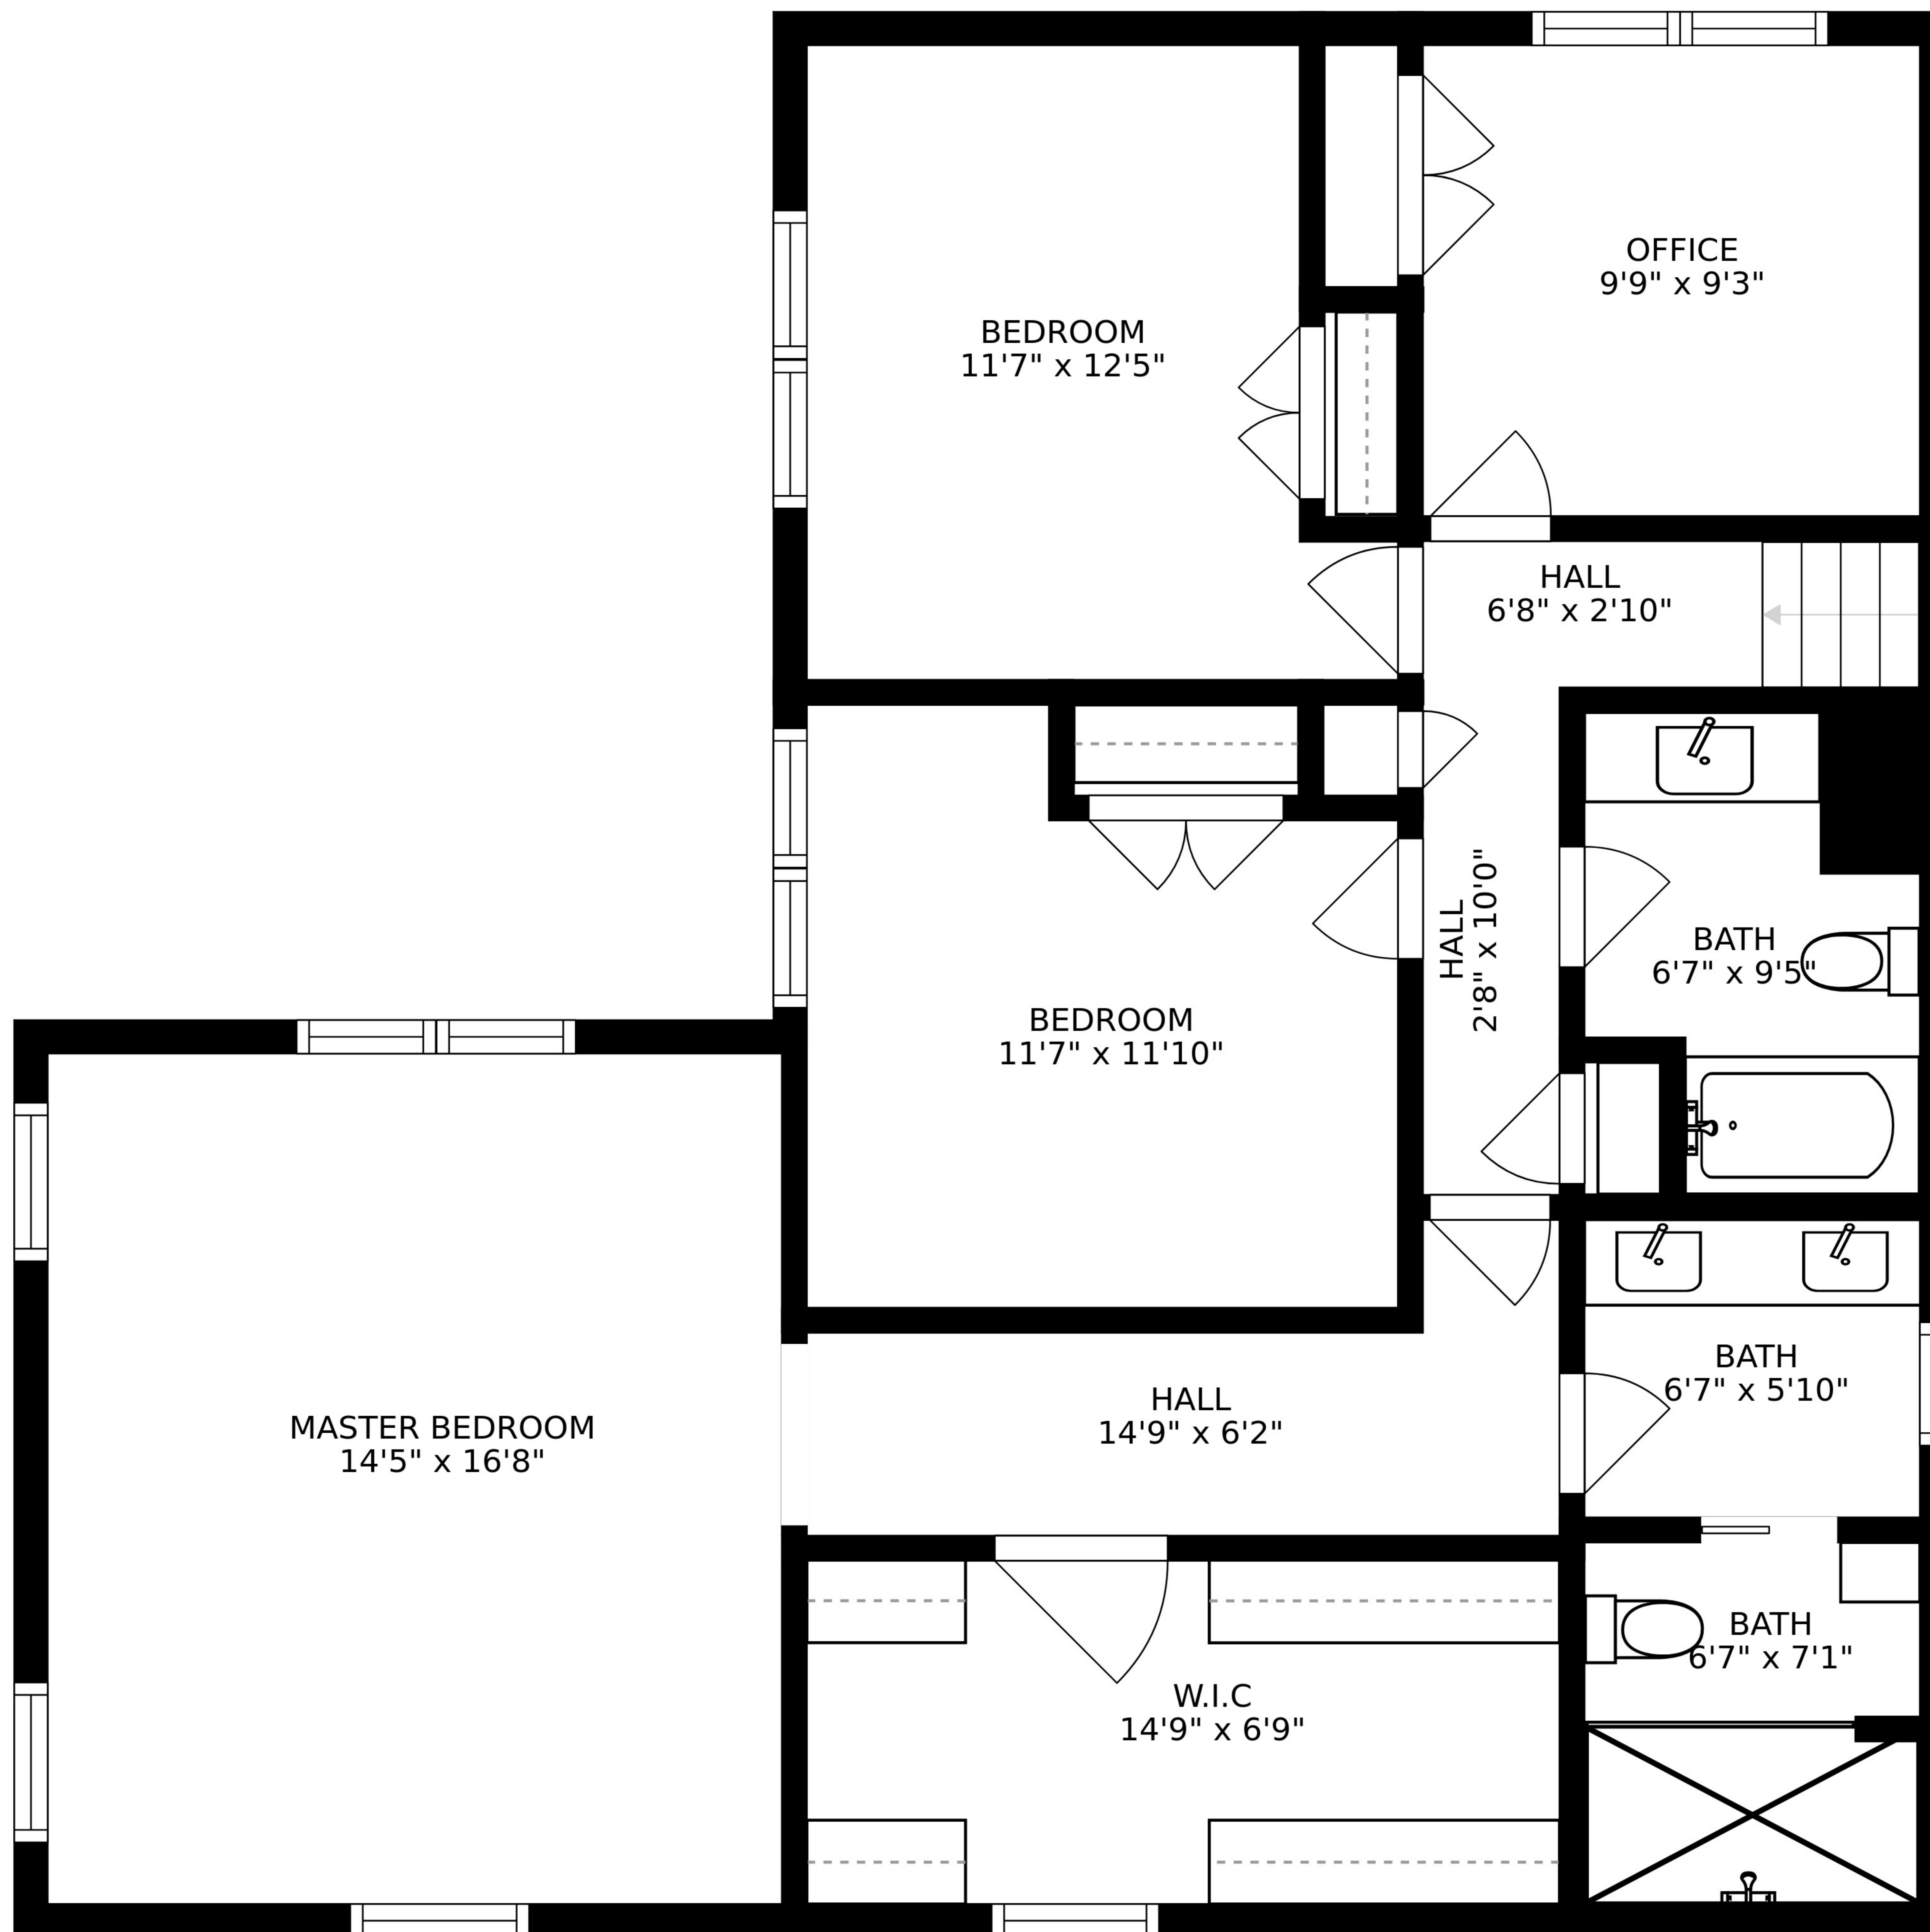 OFFICE
9'9" x 9'3"
BEDROOM
11'7" x 12'5"
HALL
6'8" x 2'10"
HALL
2'8" x 10'0"
BATH
6'7" x 9'5"
BEDROOM
11'7" x 11'10"
BATH
6'7" x 5'10"
HALL
14'9" x 6'2"
MASTER BEDROOM
14'5" x 16'8"
BATH
6'7" x 7'1"
W.I.C
14'9" x 6'9"